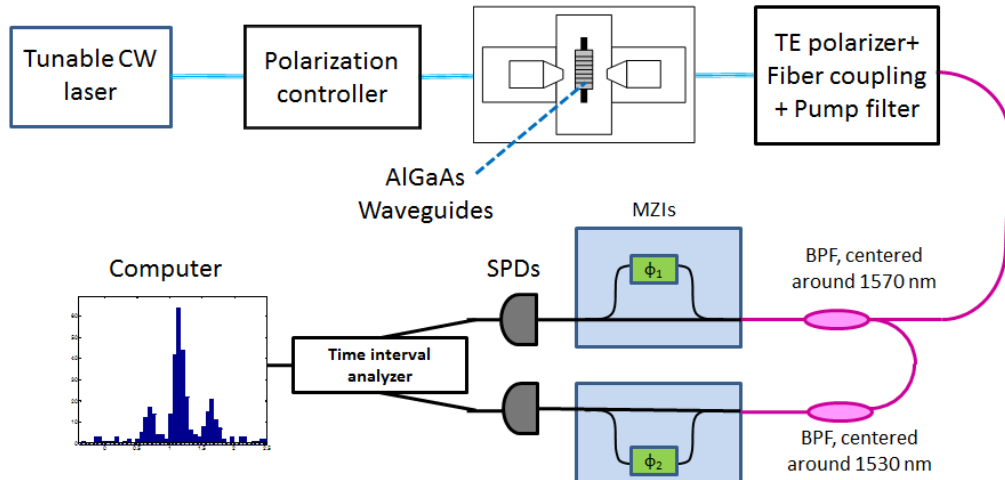 Tunable CW
laser
Polarization
controller
TE polarizer+
Fiber coupling
+ Pump filter
AlGaAs
Waveguides
MZIs
Computer
SPDs
BPF, centered
around 1570 nm
ϕ1
Time interval
analyzer
ϕ2
BPF, centered
around 1530 nm